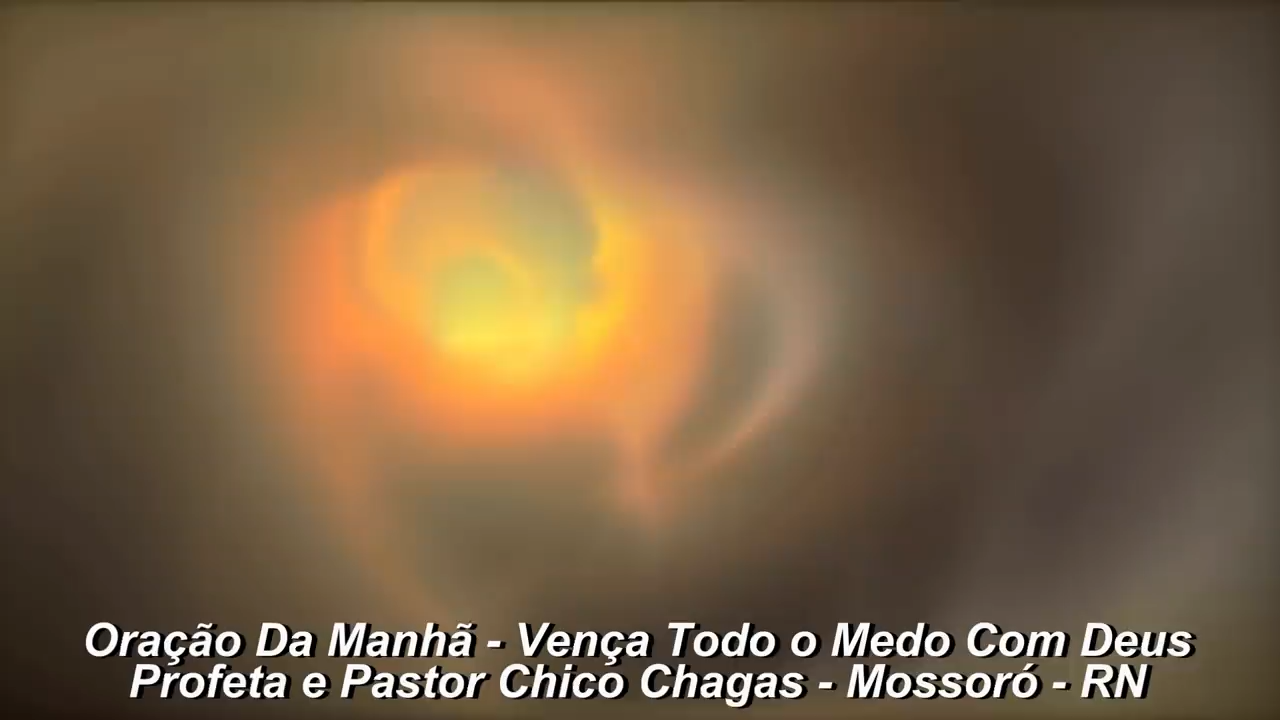 Oração Da Manhã - Vença Todo o Medo Com Deus
Profeta e Pastor Chico Chagas - Mossoró - RN